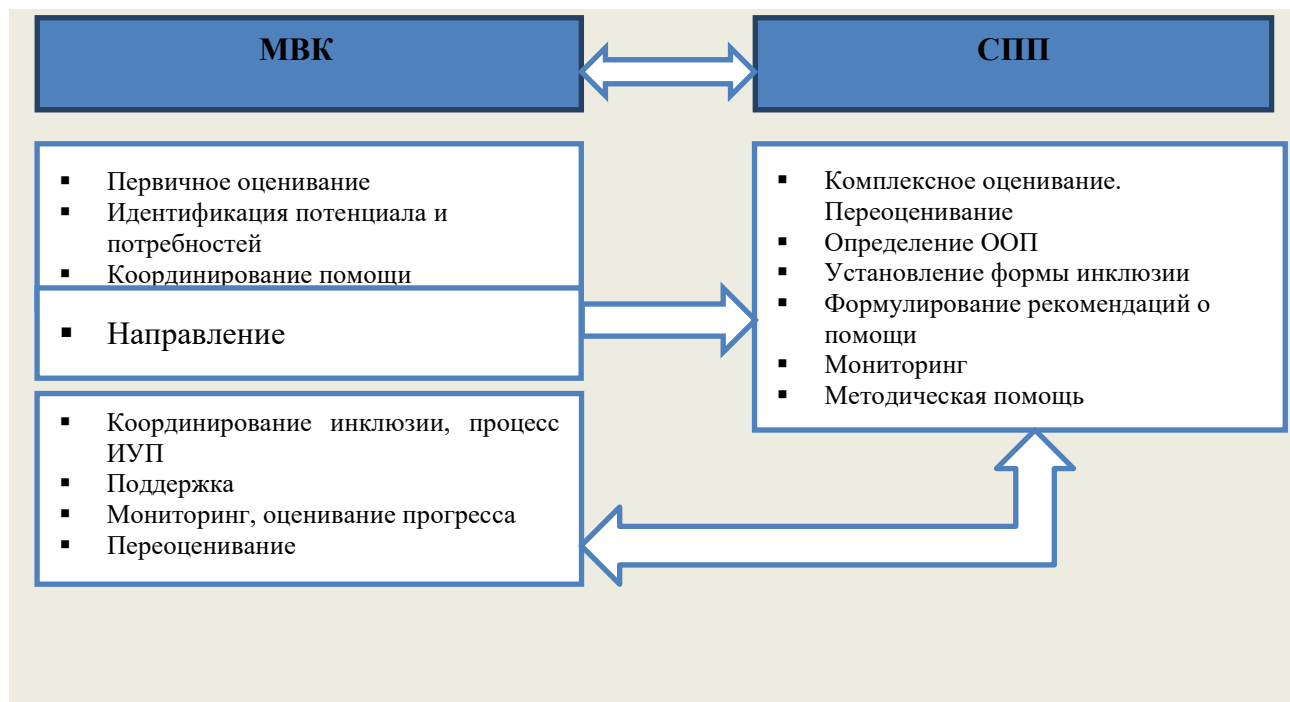 МВК
СПП
▪ Первичное оценивание
▪ Идентификация потенциала и
потребностей
▪ Координирование помощи
▪ Направление
▪ Координирование инклюзии, процесс
ИУП
▪ Поддержка
▪ Мониторинг, оценивание прогресса
▪ Переоценивание
▪ Комплексное оценивание.
Переоценивание
▪ Определение ООП
▪ Установление формы инклюзии
▪ Формулирование рекомендаций о
помощи
▪ Мониторинг
▪ Методическая помощь